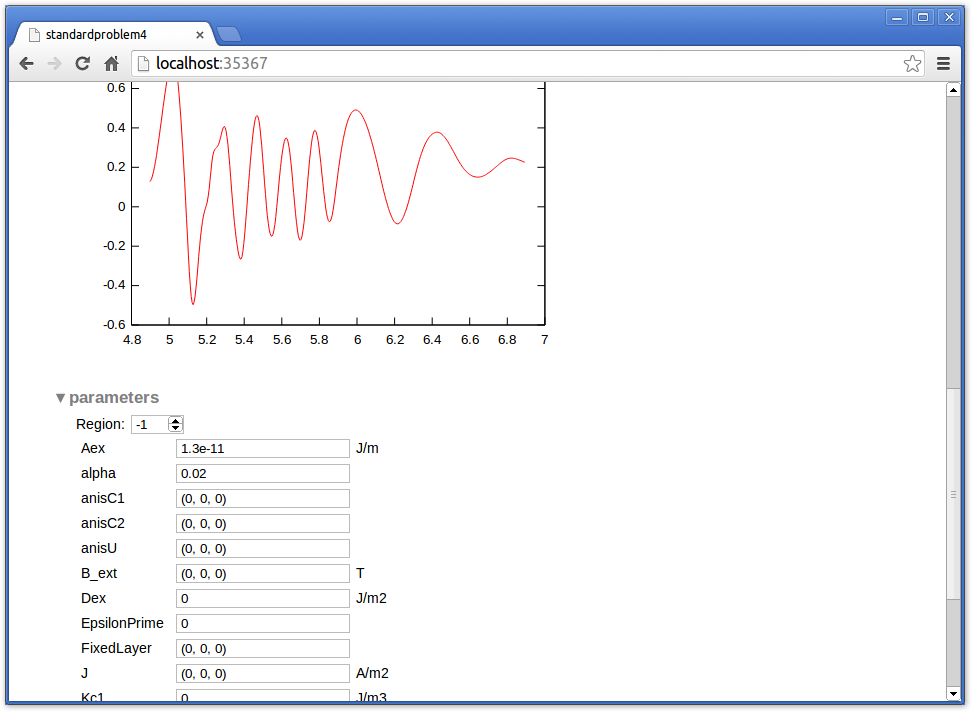 standardproblem4
localhost:35367
0.6
0.4
0.2
0
-0.2
-0.4
-0.6
4.8 5 5.2 5.4 5.6 5.8 6 6.2 6.4 6.6 6.8 7
▼ parameters
Region: -1
Aex 1.3e-11 J/m
alpha 0.02
anisC1 (0, 0, 0)
anisC2 (0, 0, 0)
anisU (0, 0, 0)
B_ext (0, 0, 0) T
Dex 0 J/m2
EpsilonPrime 0
FixedLayer (0, 0, 0)
J (0, 0, 0) A/m2
Kc1 0 J/m3